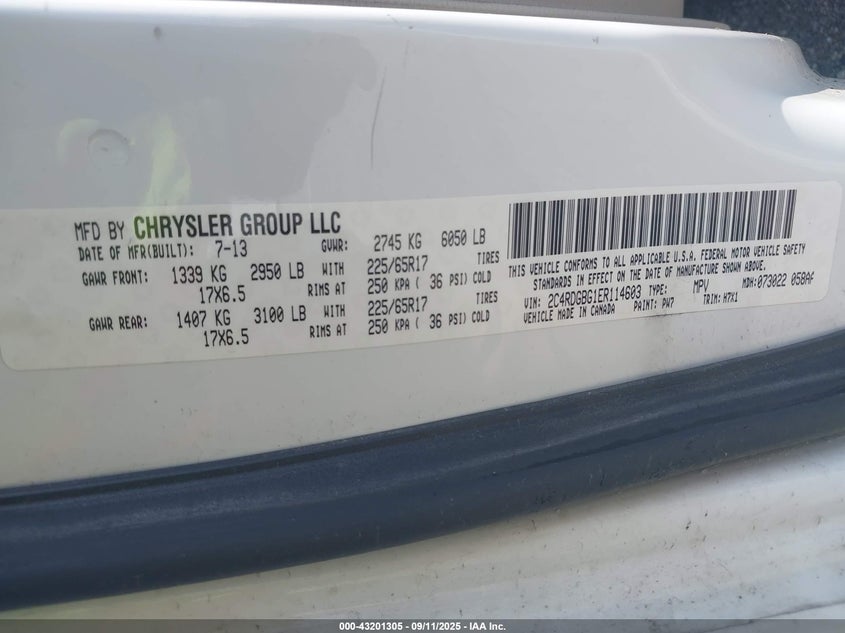 MFD BY CHRYSLER GROUP LLC
DATE OF MFR(BUILT): 7-13 GVWR: 2745 KG 6050 LB
GAWR FRONT: 1339 KG 2950 LB WITH 225/65R17 TIRES
17X6.5 RIMS AT 250 KPA ( 36 PSI) COLD
GAWR REAR: 1407 KG 3100 LB WITH 225/65R17 TIRES
17X6.5 RIMS AT 250 KPA ( 36 PSI) COLD
THIS VEHICLE CONFORMS TO ALL APPLICABLE U.S.A. FEDERAL MOTOR VEHICLE SAFETY
STANDARDS IN EFFECT ON THE DATE OF MANUFACTURE SHOWN ABOVE.
VIN: 2C4RDGBG1ER114603 TYPE: MPV MDH:073022 058AF
VEHICLE MADE IN CANADA PAINT: PW7 TRIM: H7X1
000-43201305 - 09/11/2025 - IAA Inc.